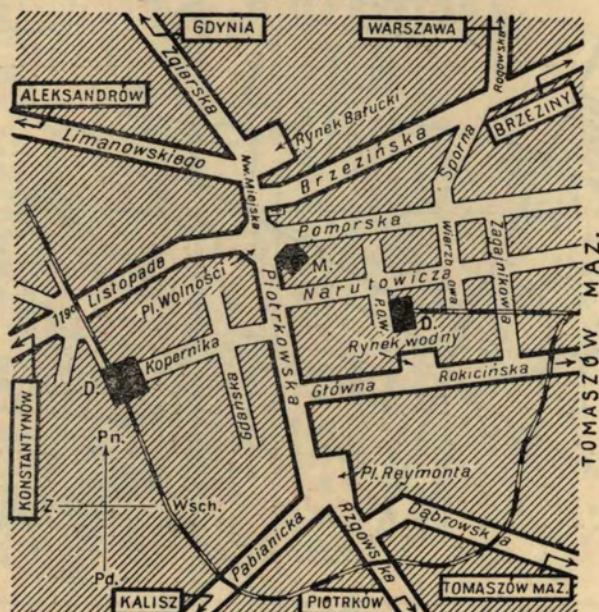 GDYNIA
WARSZAWA
Zgierska
Rogowska
ALEKSANDRÓW
BRZEZINY
Rynek Bałucki
Limanowskiego
Brzezińska
Sporna
Nw. Miejska
Pomorska
Wierzbowa
Zagajnikowa
11go Listopada
Pl. Wolności
M.
Piotrkowska
Narutowicza
P.O.W.
D.
Rynek wodny
Kopernika
Gdańska
D.
Główna
Rokicińska
TOMASZÓW MAZ.
KONSTANTYNÓW
Pn.
Z.
Wsch.
Pd.
Pl. Reymonta
Pabianicka
Rzgowska
Dąbrowska
KALISZ
PIOTRKÓW
TOMASZÓW MAZ.